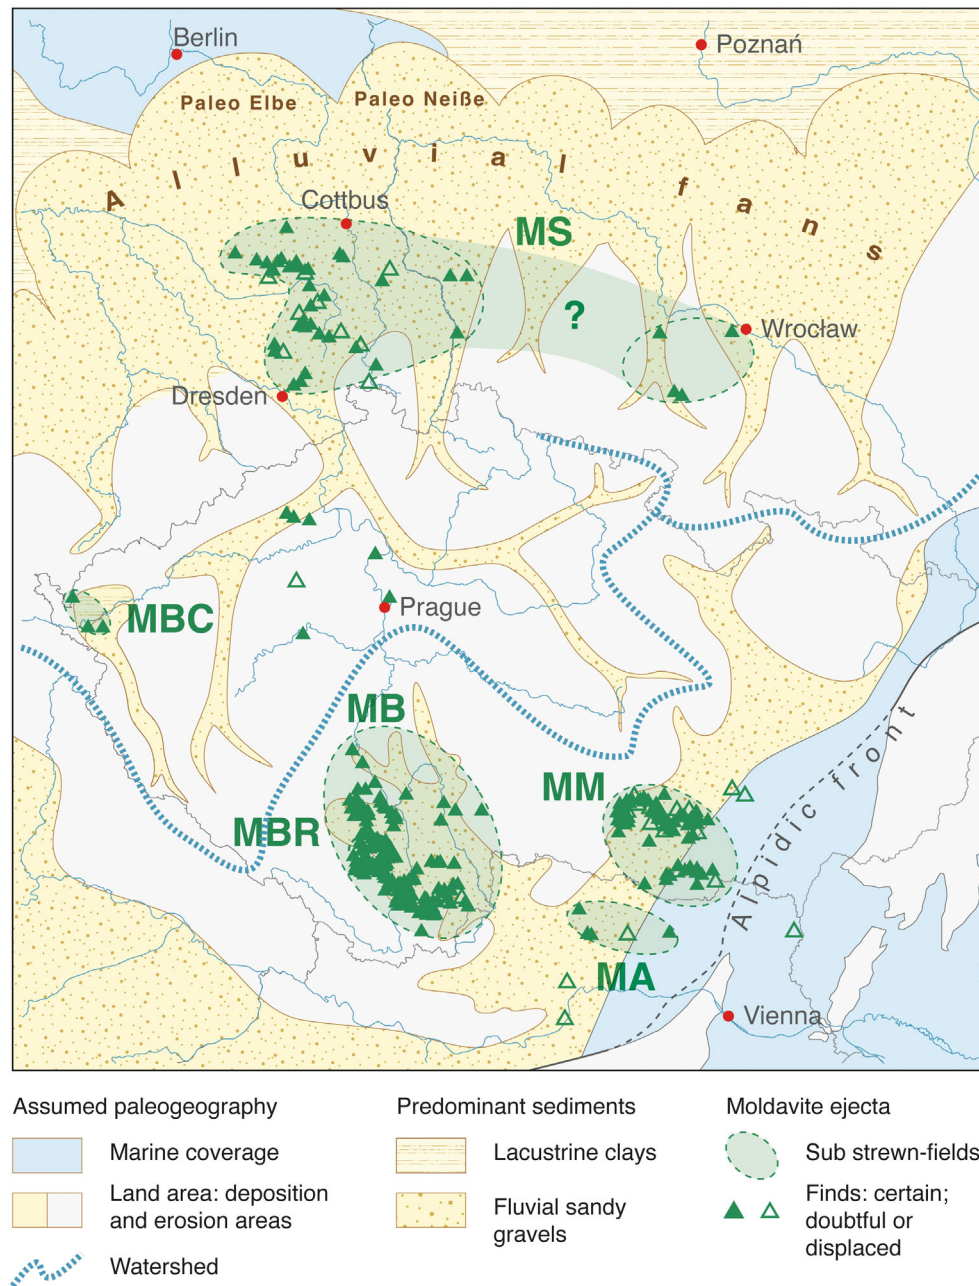 Berlin
Poznań
Paleo Elbe
Paleo Neiße
Alluvial fans
Cottbus
MS
?
Wrocław
Dresden
Prague
MBC
MB
MM
MBR
Alpidic front
MA
Vienna
Assumed paleogeography
Marine coverage
Land area: deposition
and erosion areas
Watershed
Predominant sediments
Lacustrine clays
Fluvial sandy
gravels
Moldavite ejecta
Sub strewn-fields
Finds: certain;
doubtful or
displaced